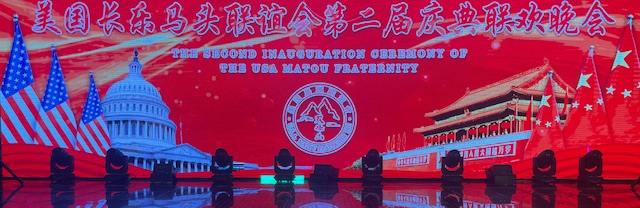 美国长乐马头联谊会第二届庆典联欢晚会
THE SECOND INAUGURATION CEREMONY OF
THE USA MATOU FRATERNITY